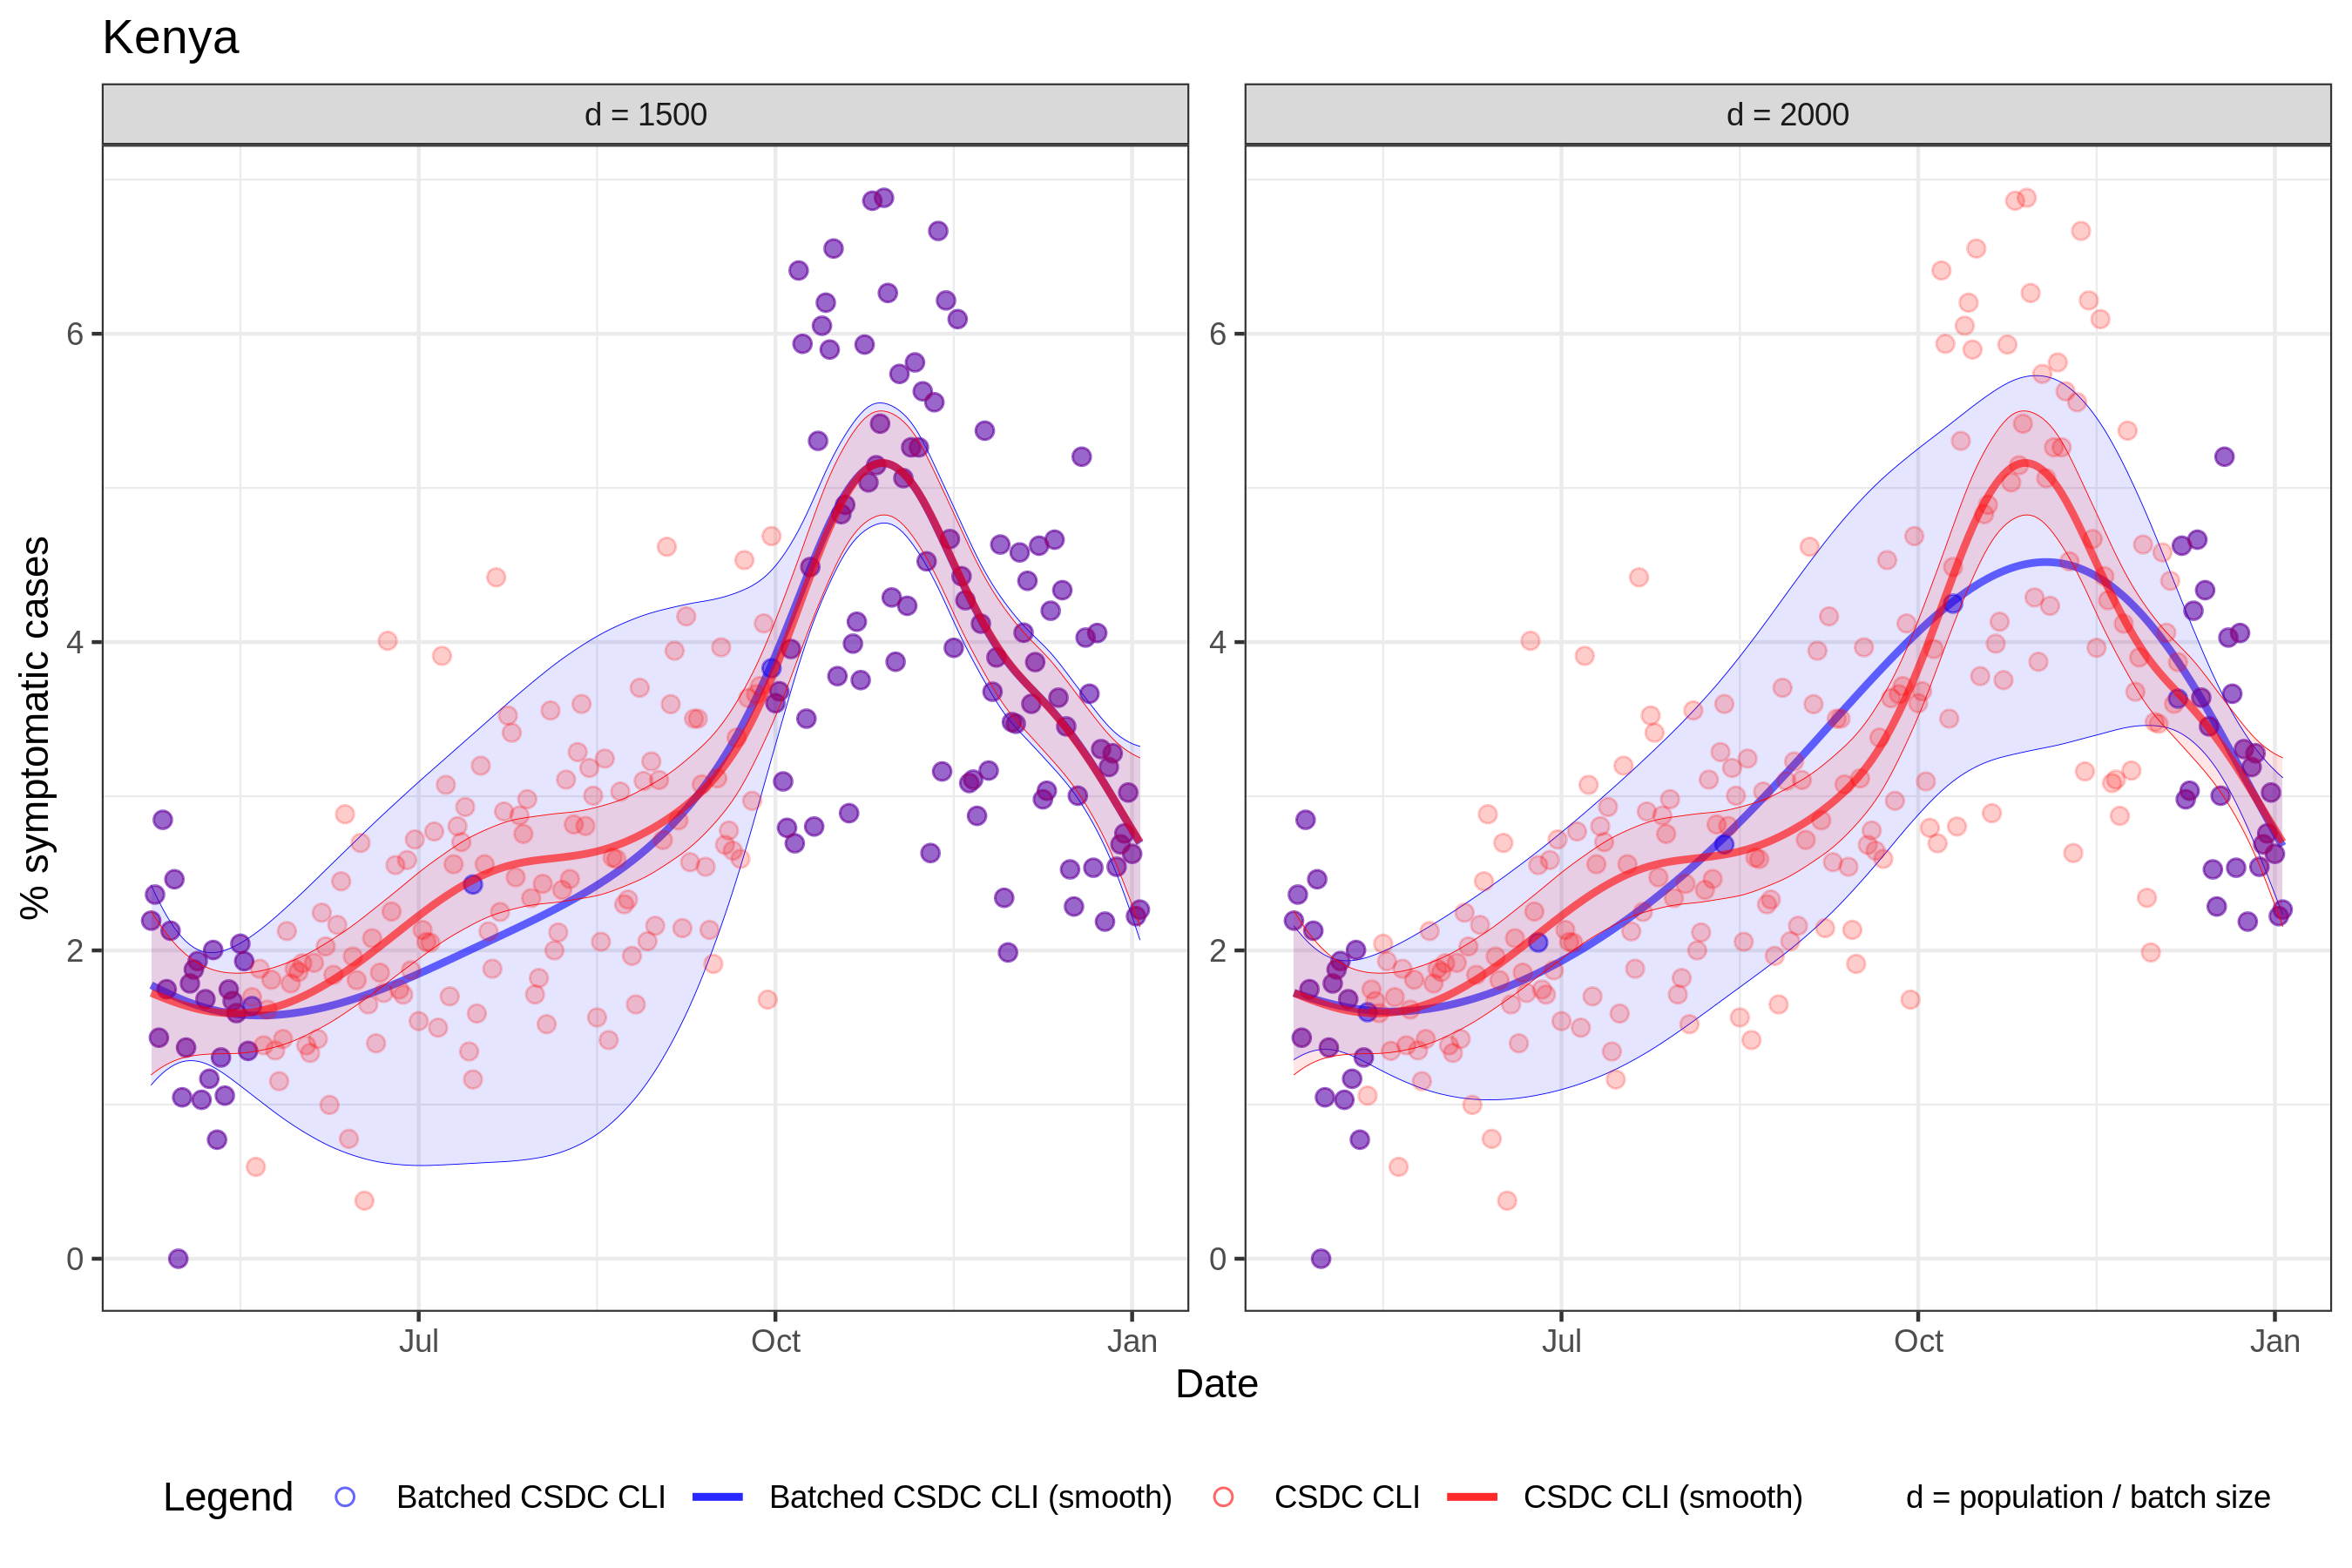 Kenya
d = 1500
d = 2000
% symptomatic cases
6
4
2
0
6
4
2
0
Jul
Oct
Jan
Jul
Oct
Jan
Date
Legend
Batched CSDC CLI
Batched CSDC CLI (smooth)
CSDC CLI
CSDC CLI (smooth)
d = population / batch size